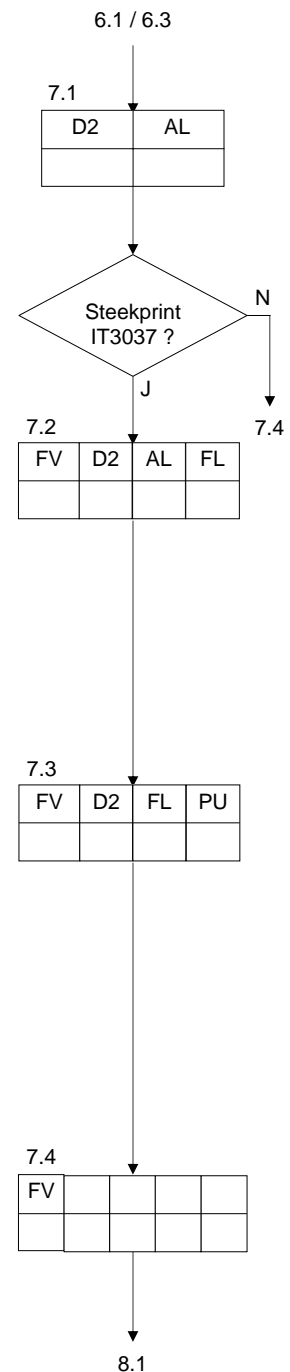 6.1 / 6.3
7.1
D2 AL
Steekprint
IT3037 ?
N
J
7.4
7.2
FV D2 AL FL
7.3
FV D2 FL PU
7.4
FV
8.1